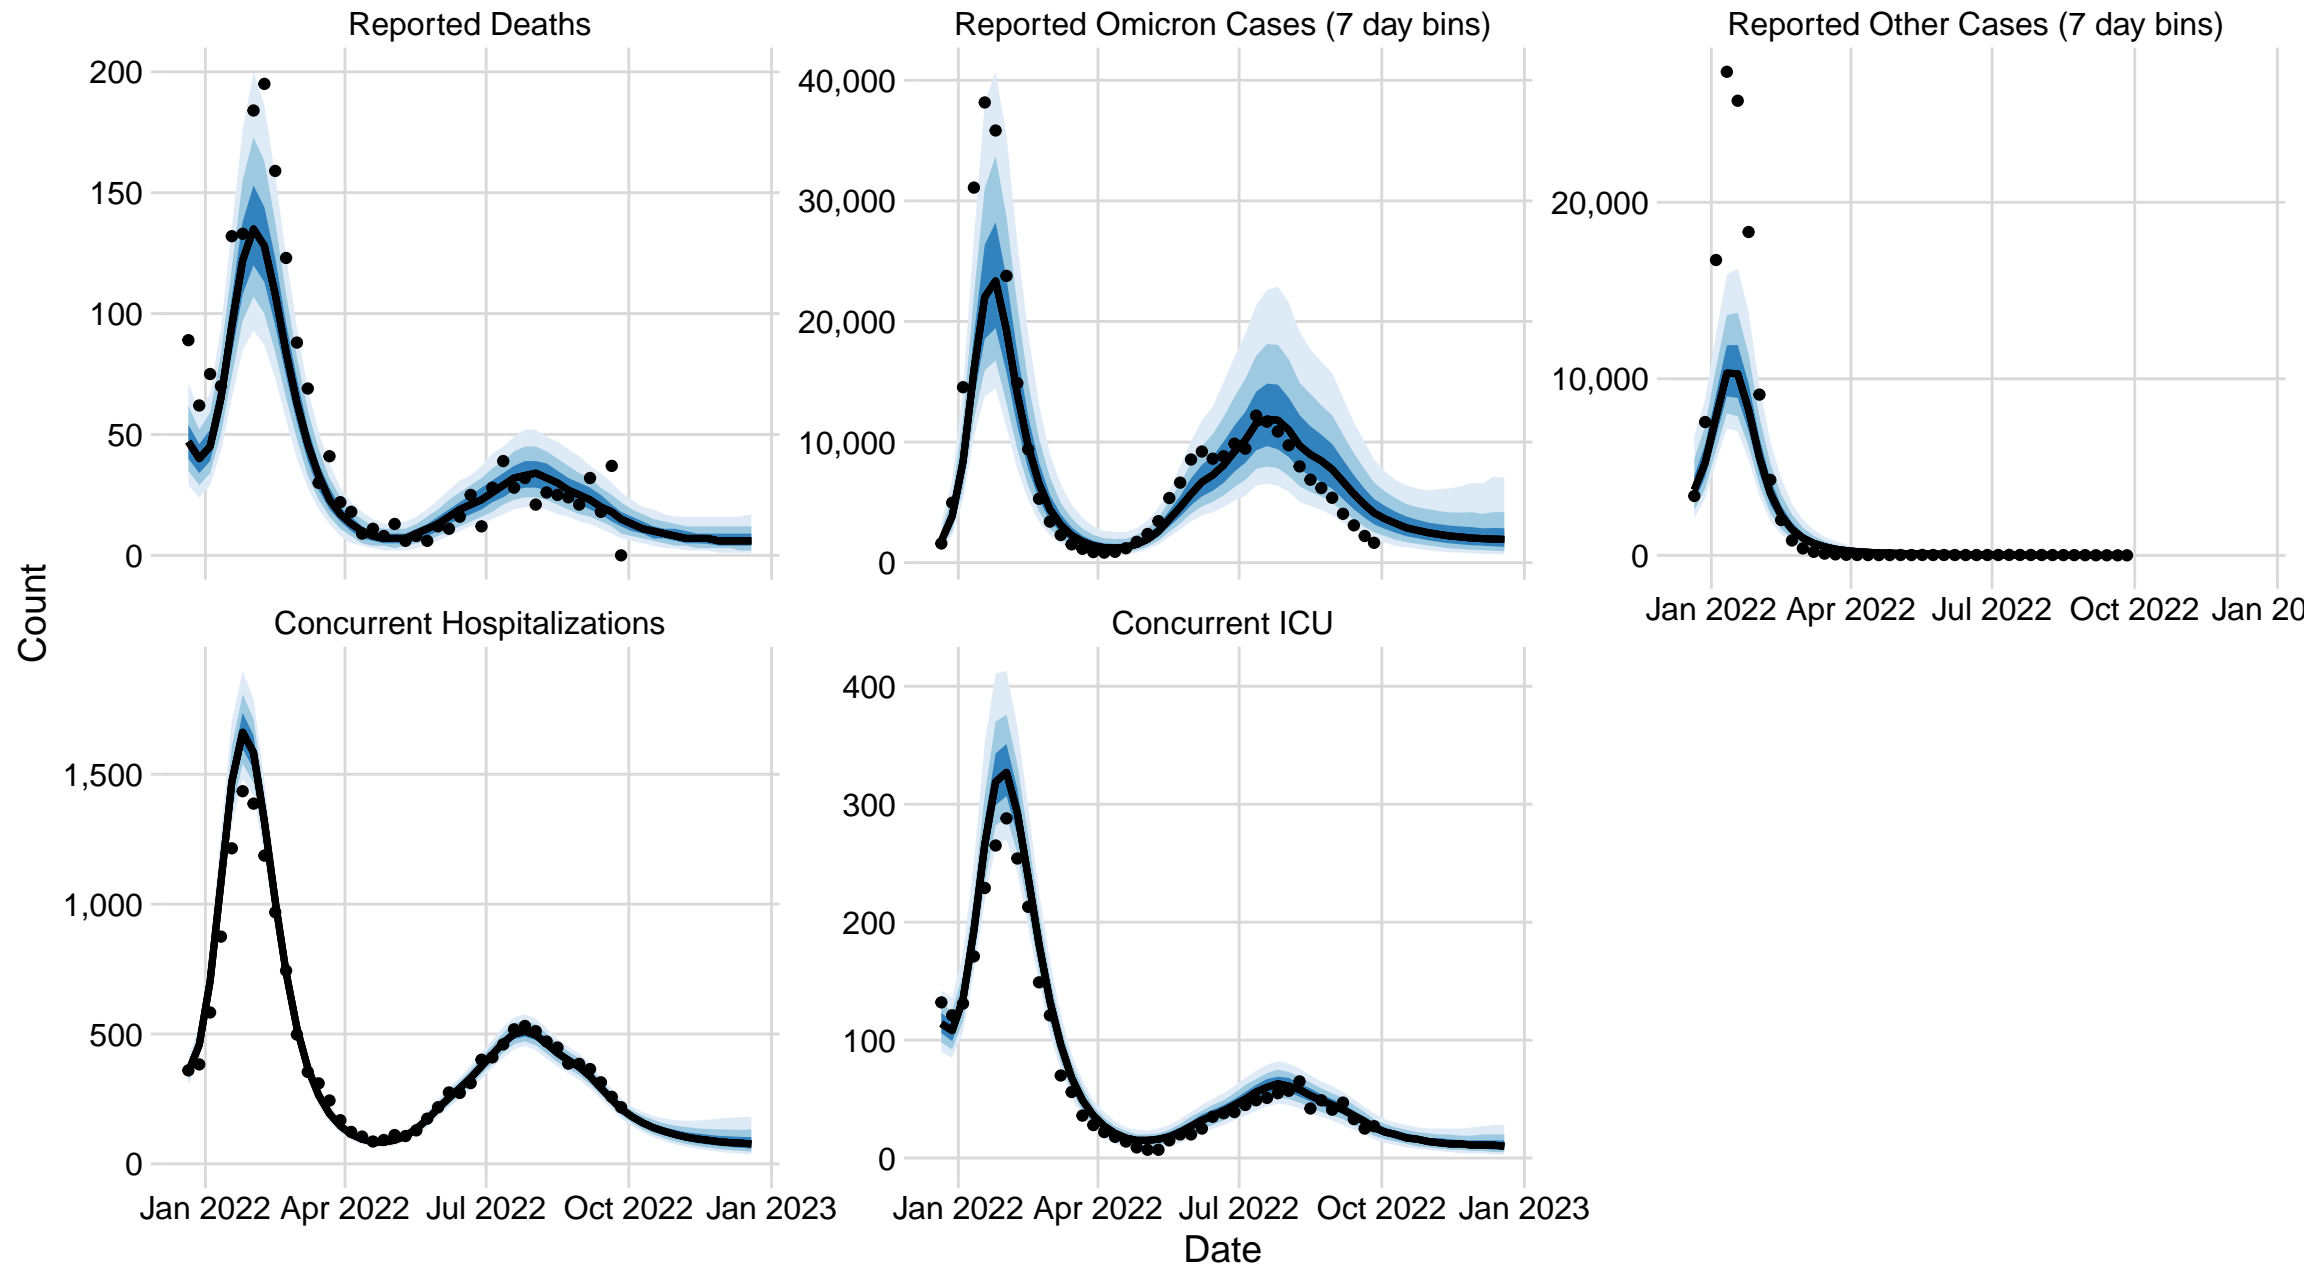 Reported Deaths
Reported Omicron Cases (7 day bins)
Reported Other Cases (7 day bins)
200
150
100
50
0
40,000
30,000
20,000
10,000
0
20,000
10,000
0
Jan 2022 Apr 2022 Jul 2022 Oct 2022 Jan 20
Count
Concurrent Hospitalizations
Concurrent ICU
1,500
1,000
500
0
400
300
200
100
0
Jan 2022 Apr 2022 Jul 2022 Oct 2022 Jan 2023
Jan 2022 Apr 2022 Jul 2022 Oct 2022 Jan 2023
Date